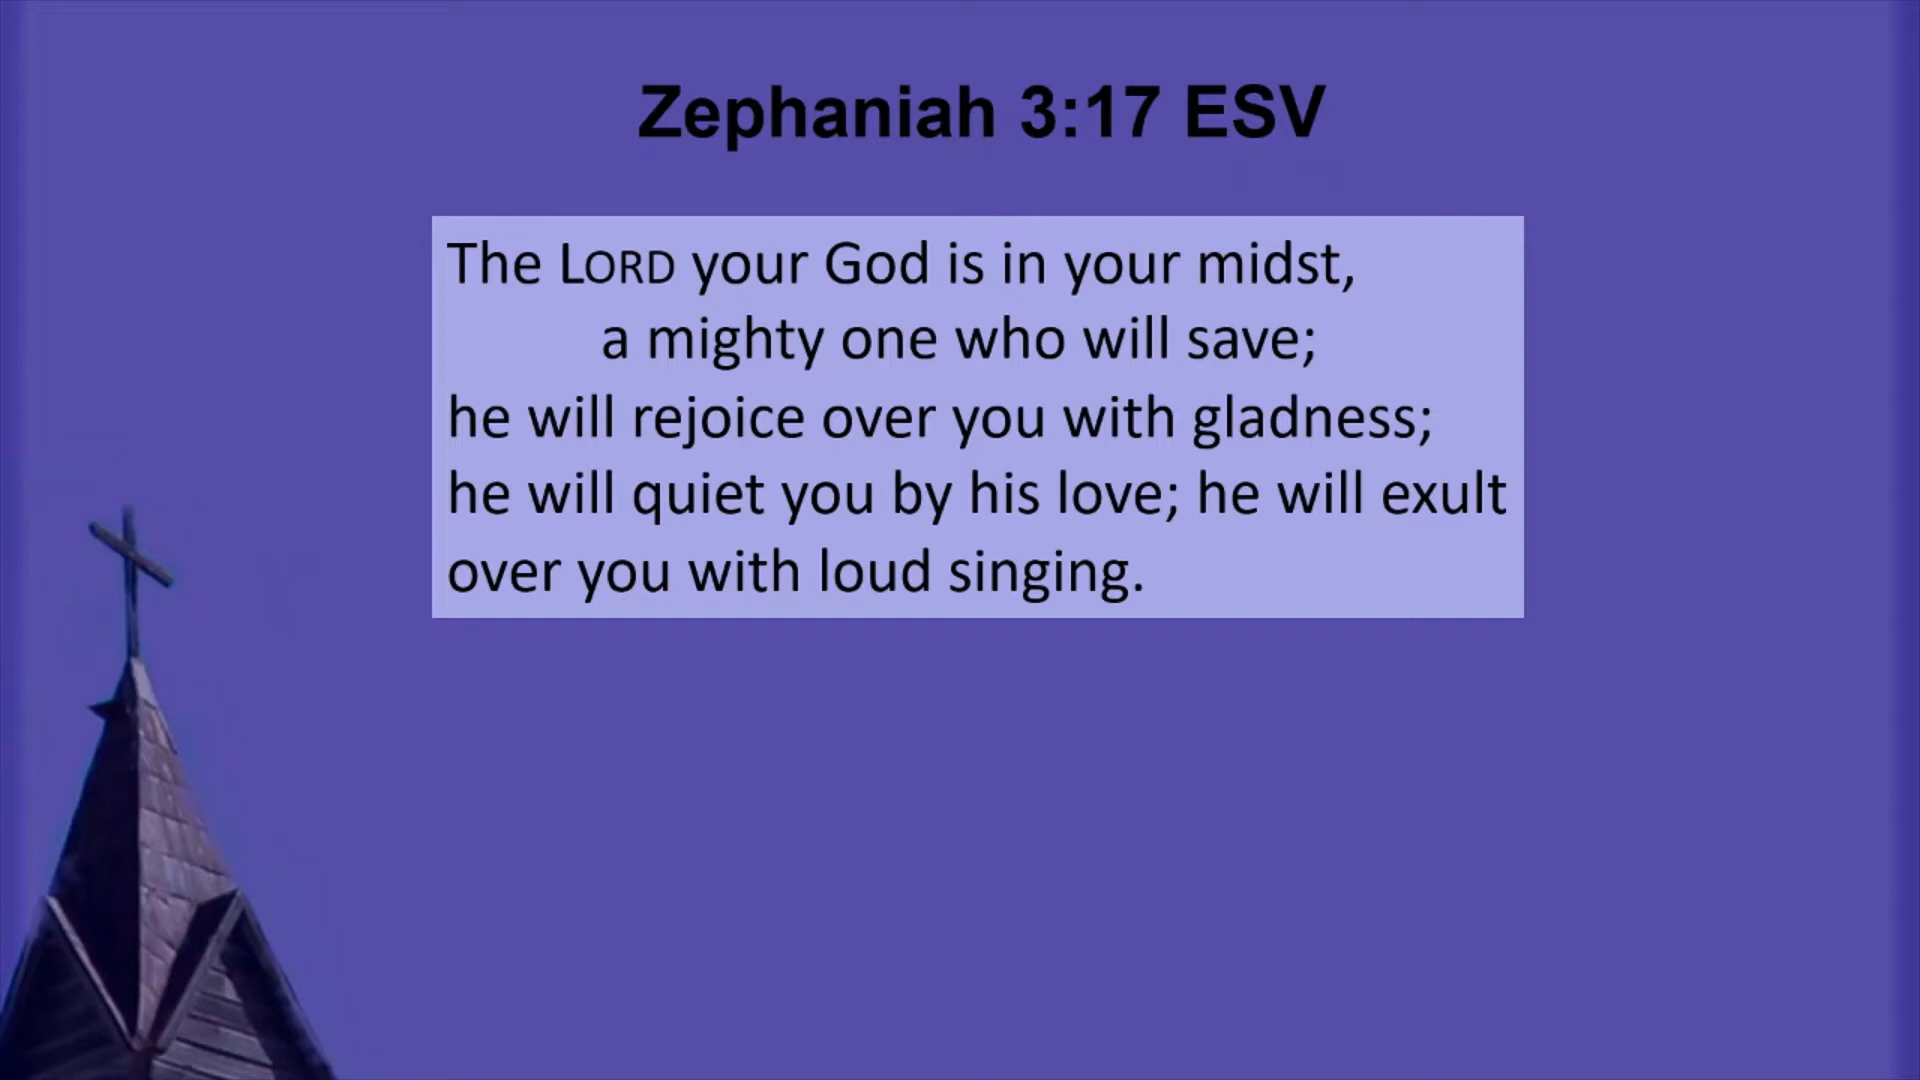 Zephaniah 3:17 ESV
The LORD your God is in your midst,
a mighty one who will save;
he will rejoice over you with gladness;
he will quiet you by his love; he will exult
over you with loud singing.